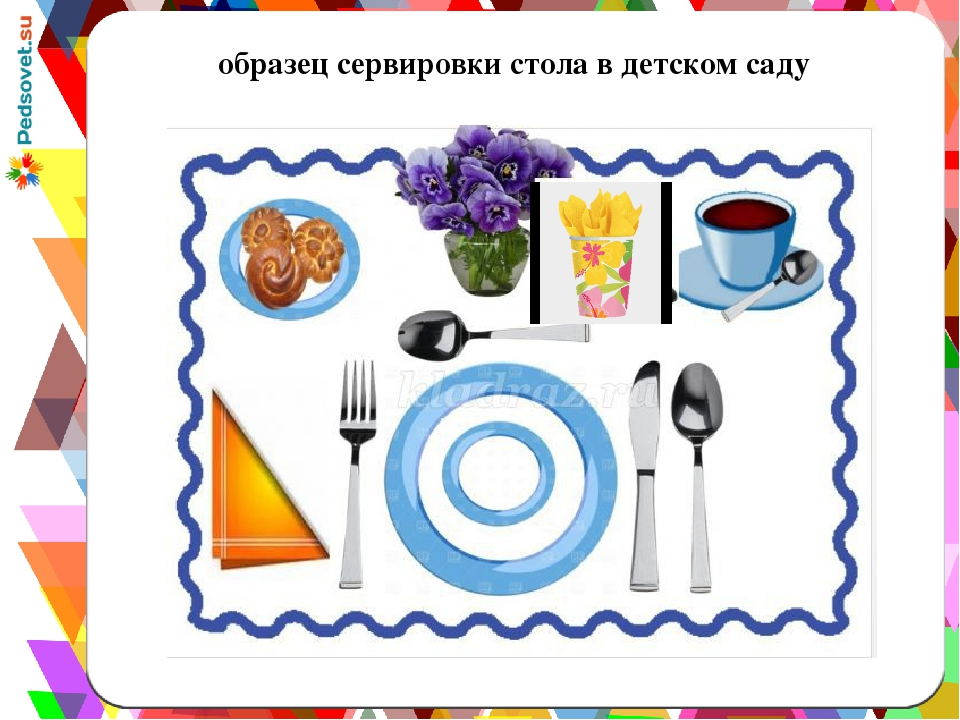 образец сервировки стола в детском саду
Pedsovet.su
kladraz.ru